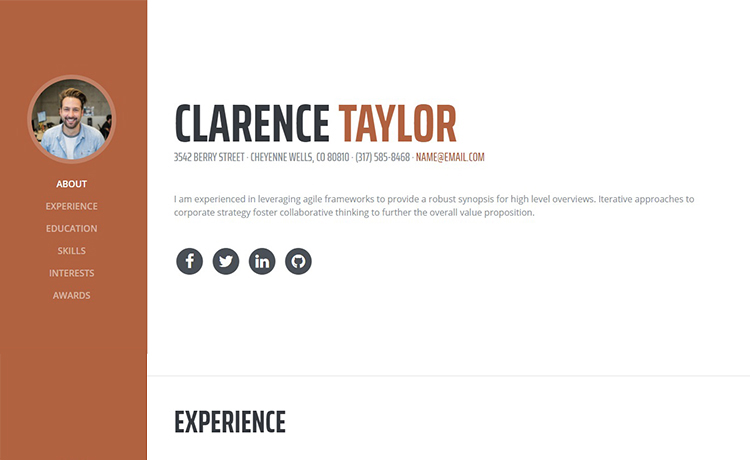 ABOUT
EXPERIENCE
EDUCATION
SKILLS
INTERESTS
AWARDS
CLARENCE TAYLOR
3542 BERRY STREET · CHEYENNE WELLS, CO 80810 · (317) 585-8468 · NAME@EMAIL.COM
I am experienced in leveraging agile frameworks to provide a robust synopsis for high level overviews. Iterative approaches to
corporate strategy foster collaborative thinking to further the overall value proposition.
EXPERIENCE